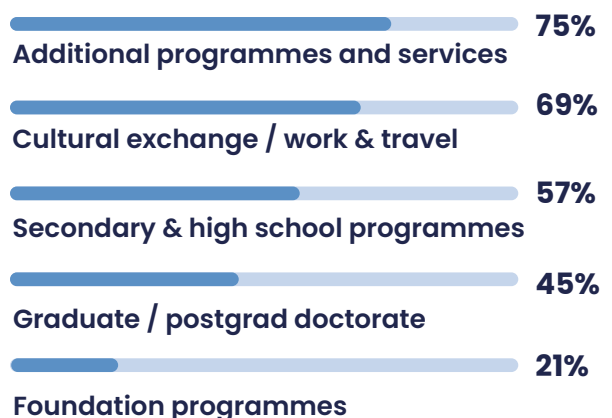 75%
Additional programmes and services
69%
Cultural exchange / work & travel
57%
Secondary & high school programmes
45%
Graduate / postgrad doctorate
21%
Foundation programmes